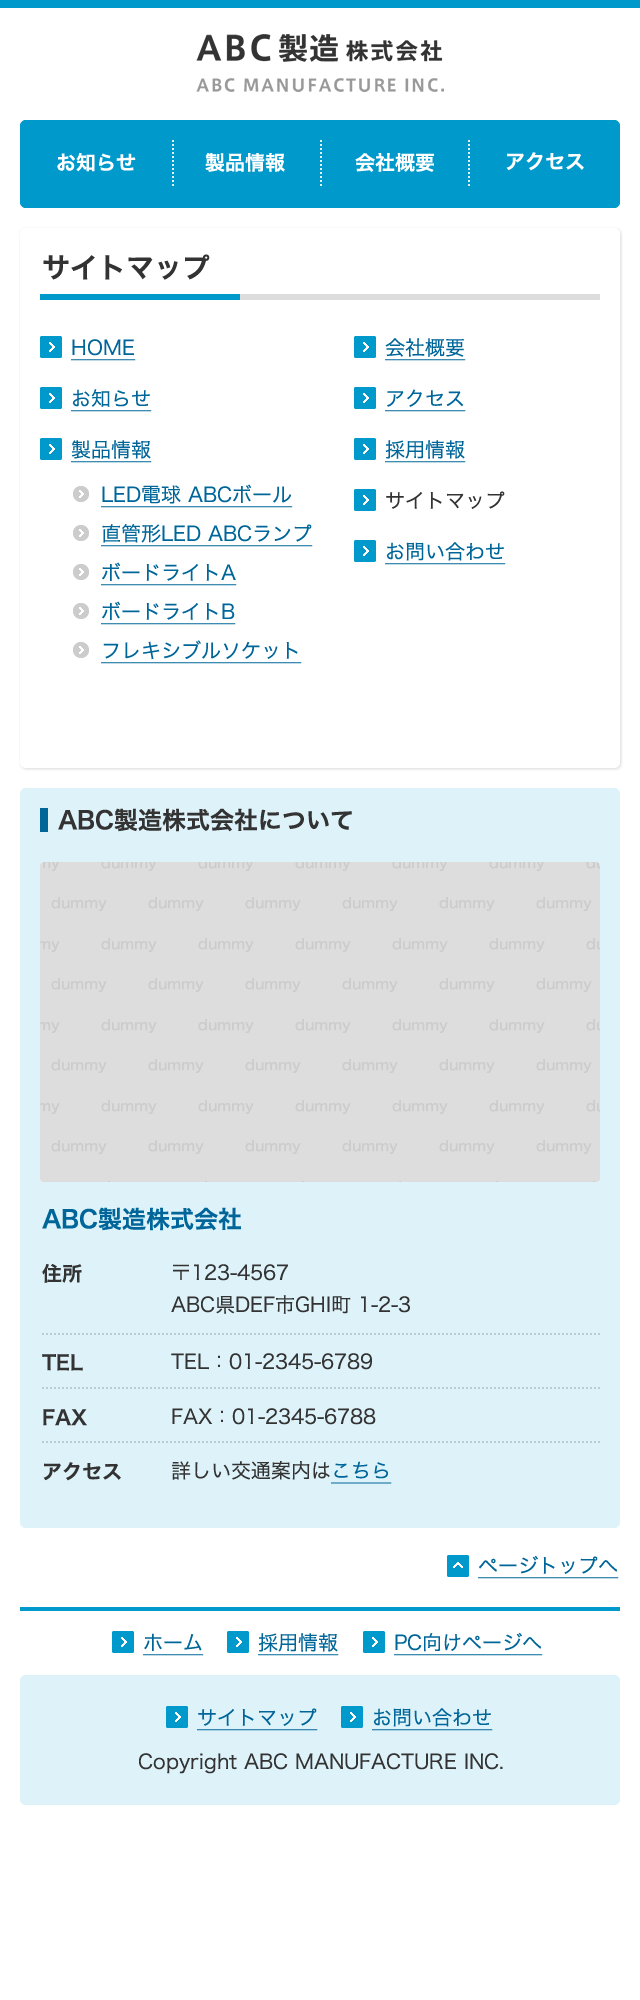 ABC 製造 株式会社
ABC MANUFACTURE INC.
お知らせ 製品情報 会社概要 アクセス
サイトマップ
HOME
お知らせ
製品情報
LED電球 ABCボール
直管形LED ABCランプ
ボードライトA
ボードライトB
フレキシブルソケット
会社概要
アクセス
採用情報
サイトマップ
お問い合わせ
ABC製造株式会社について
my dummy dummy dummy dummy dummy du
dummy dummy dummy dummy dummy dummy
my dummy dummy dummy dummy dummy du
dummy dummy dummy dummy dummy dummy
my dummy dummy dummy dummy dummy du
dummy dummy dummy dummy dummy dummy
my dummy dummy dummy dummy dummy du
dummy dummy dummy dummy dummy dummy
ABC製造株式会社
住所 〒123-4567
ABC県DEF市GHI町 1-2-3
TEL TEL：01-2345-6789
FAX FAX：01-2345-6788
アクセス 詳しい交通案内はこちら
ページトップへ
ホーム 採用情報 PC向けページへ
サイトマップ お問い合わせ
Copyright ABC MANUFACTURE INC.